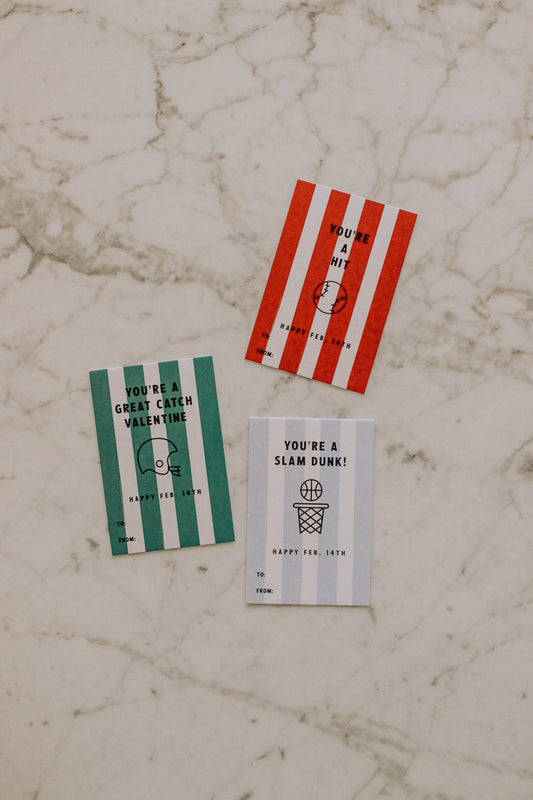 YOU'RE
A
HIT
HAPPY FEB. 14TH
TO:
FROM:
YOU'RE A
GREAT CATCH
VALENTINE
HAPPY FEB. 14TH
TO:
FROM:
YOU'RE A
SLAM DUNK!
HAPPY FEB. 14TH
TO:
FROM: